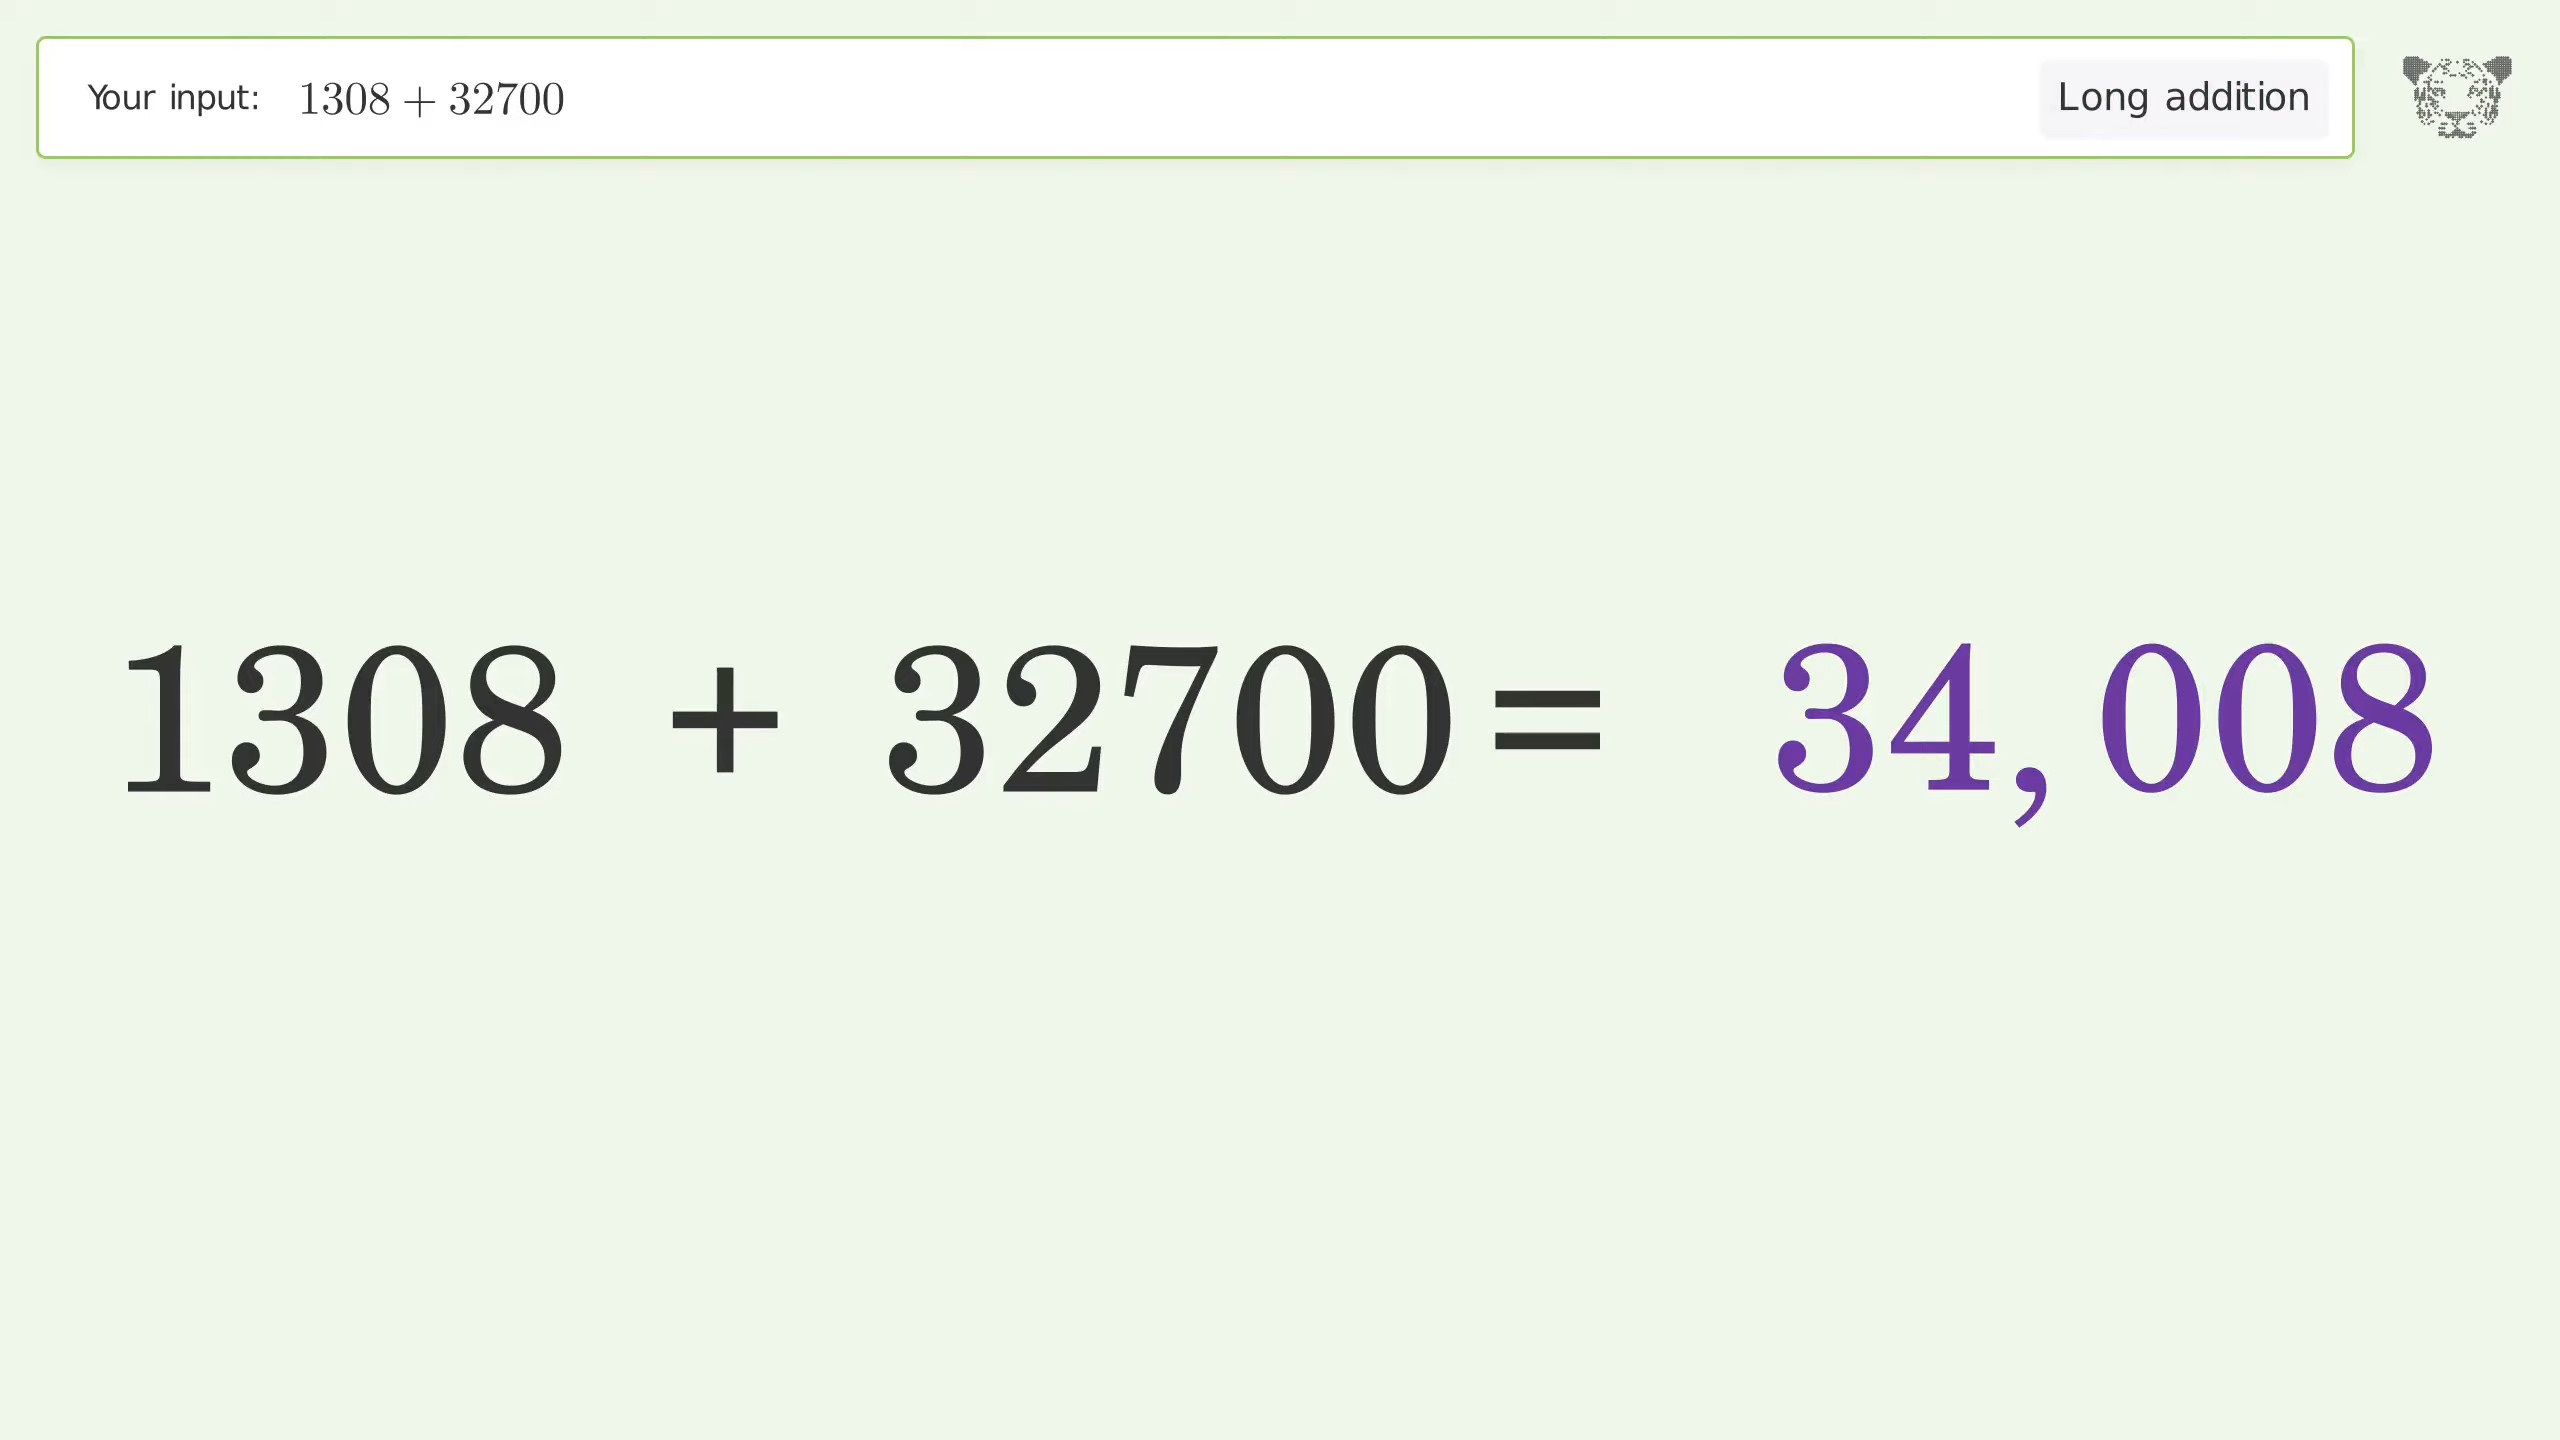 Your input: 1308 + 32700 Long addition
1308 + 32700 = 34,008